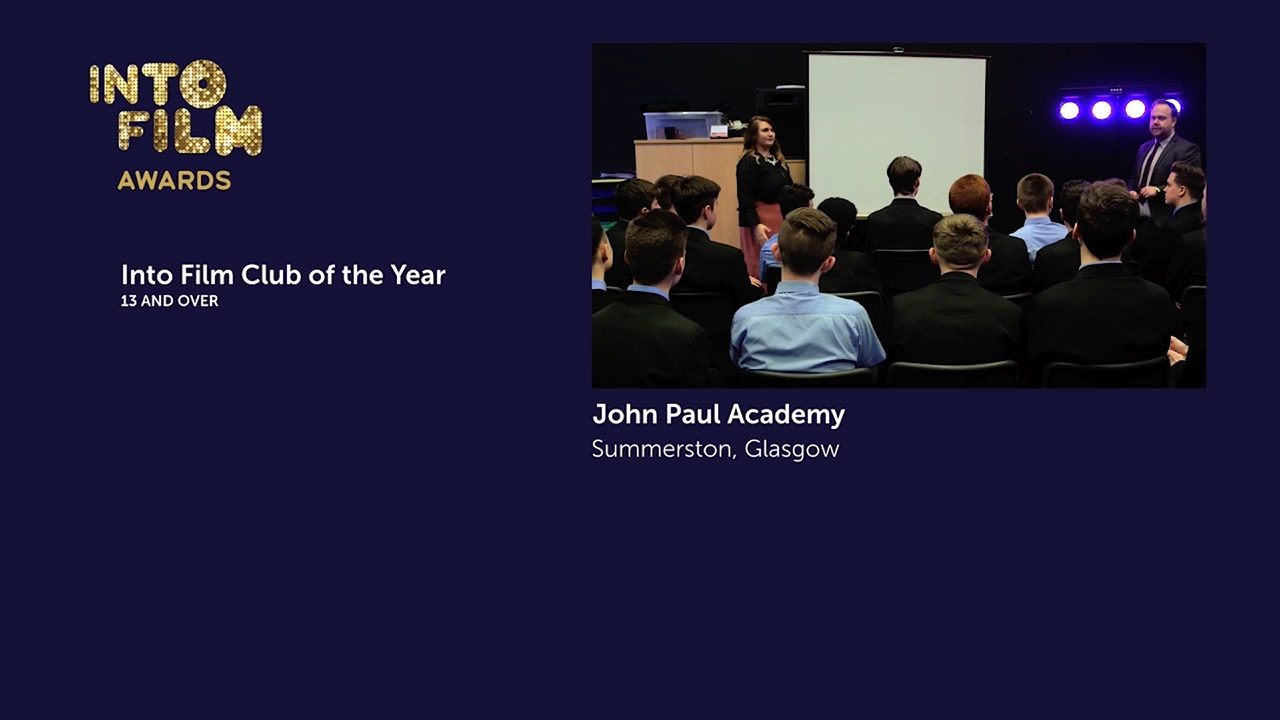 INTO
FILM
AWARDS
Into Film Club of the Year
13 AND OVER
John Paul Academy
Summerston, Glasgow